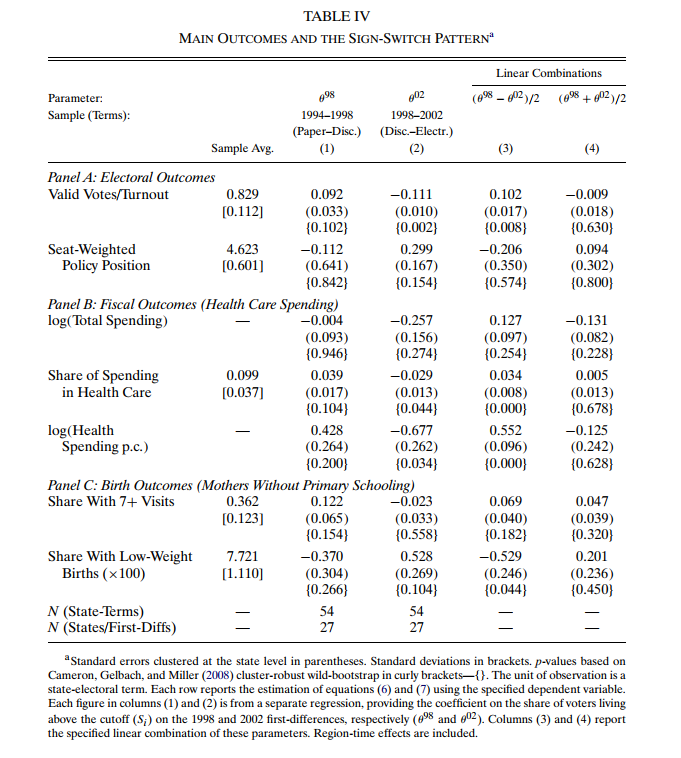 TABLE IV
MAIN OUTCOMES AND THE SIGN-SWITCH PATTERNᵃ
Linear Combinations
Parameter: θ⁹⁸ θ⁰² (θ⁹⁸ − θ⁰²)/2 (θ⁹⁸ + θ⁰²)/2
Sample (Terms): 1994–1998 1998–2002
(Paper–Disc.) (Disc.–Electr.)
Sample Avg. (1) (2) (3) (4)
Panel A: Electoral Outcomes
Valid Votes/Turnout 0.829 0.092 −0.111 0.102 −0.009
[0.112] (0.033) (0.010) (0.017) (0.018)
{0.102} {0.002} {0.008} {0.630}
Seat-Weighted 4.623 −0.112 0.299 −0.206 0.094
Policy Position [0.601] (0.641) (0.167) (0.350) (0.302)
{0.842} {0.154} {0.574} {0.800}
Panel B: Fiscal Outcomes (Health Care Spending)
log(Total Spending) — −0.004 −0.257 0.127 −0.131
(0.093) (0.156) (0.097) (0.082)
{0.946} {0.274} {0.254} {0.228}
Share of Spending 0.099 0.039 −0.029 0.034 0.005
in Health Care [0.037] (0.017) (0.013) (0.008) (0.013)
{0.104} {0.044} {0.000} {0.678}
log(Health — 0.428 −0.677 0.552 −0.125
Spending p.c.) (0.264) (0.262) (0.096) (0.242)
{0.200} {0.034} {0.000} {0.628}
Panel C: Birth Outcomes (Mothers Without Primary Schooling)
Share With 7+ Visits 0.362 0.122 −0.023 0.069 0.047
[0.123] (0.065) (0.033) (0.040) (0.039)
{0.154} {0.558} {0.182} {0.320}
Share With Low-Weight 7.721 −0.370 0.528 −0.529 0.201
Births (×100) [1.110] (0.304) (0.269) (0.246) (0.236)
{0.266} {0.104} {0.044} {0.450}
N (State-Terms) — 54 54 — —
N (States/First-Diffs) — 27 27 — —
ᵃStandard errors clustered at the state level in parentheses. Standard deviations in brackets. p-values based on
Cameron, Gelbach, and Miller (2008) cluster-robust wild-bootstrap in curly brackets—{}. The unit of observation is a
state-electoral term. Each row reports the estimation of equations (6) and (7) using the specified dependent variable.
Each figure in columns (1) and (2) is from a separate regression, providing the coefficient on the share of voters living
above the cutoff (Sᵢ) on the 1998 and 2002 first-differences, respectively (θ⁹⁸ and θ⁰²). Columns (3) and (4) report
the specified linear combination of these parameters. Region-time effects are included.